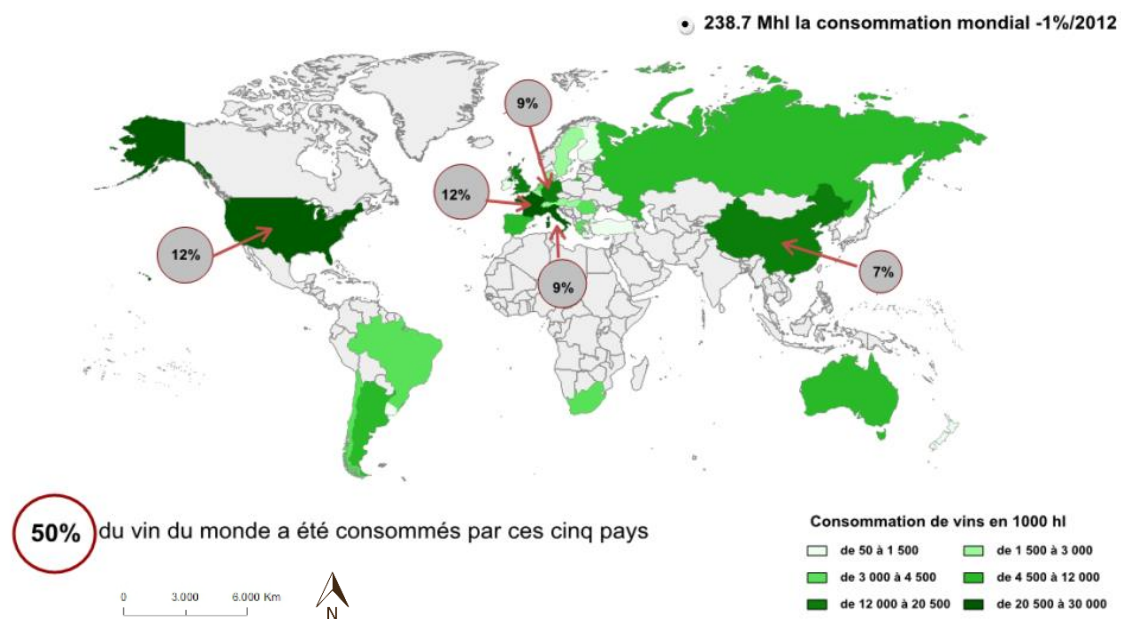 238.7 Mhl la consommation mondial -1%/2012
9%
12%
12%
9%
7%
50% du vin du monde a été consommés par ces cinq pays
Consommation de vins en 1000 hl
de 50 à 1 500 de 1 500 à 3 000
de 3 000 à 4 500 de 4 500 à 12 000
de 12 000 à 20 500 de 20 500 à 30 000
0 3.000 6.000 Km
N